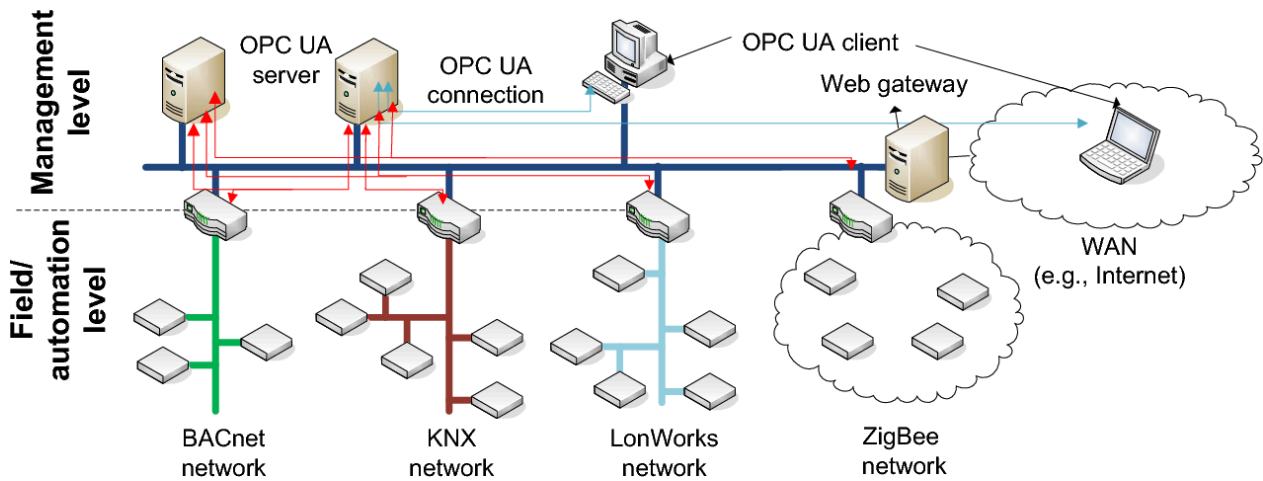 Management
level
OPC UA
server
OPC UA
connection
OPC UA client
Web gateway
WAN
(e.g., Internet)
Field/
automation
level
BACnet
network
KNX
network
LonWorks
network
ZigBee
network